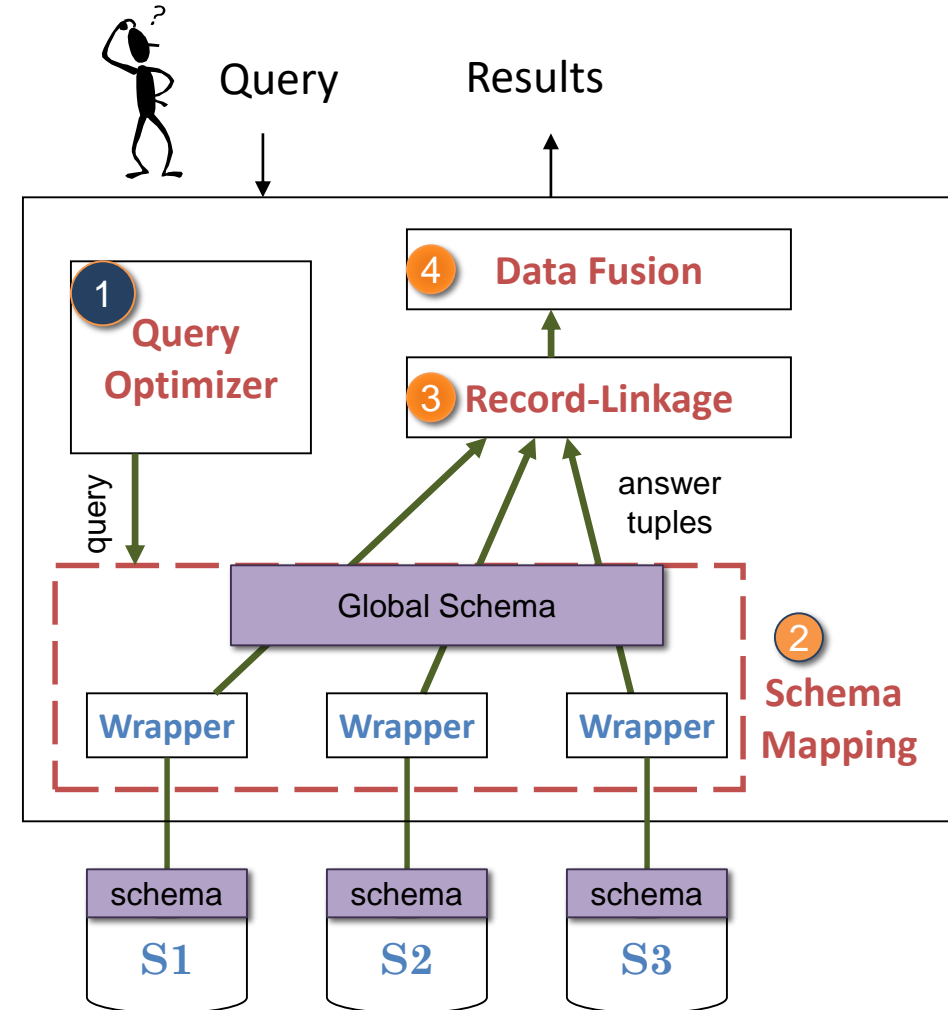 ?
Query
Results
1
Query
Optimizer
4
Data Fusion
3
Record-Linkage
query
answer
tuples
Global Schema
2
Schema
Mapping
Wrapper
Wrapper
Wrapper
schema
schema
schema
S1
S2
S3